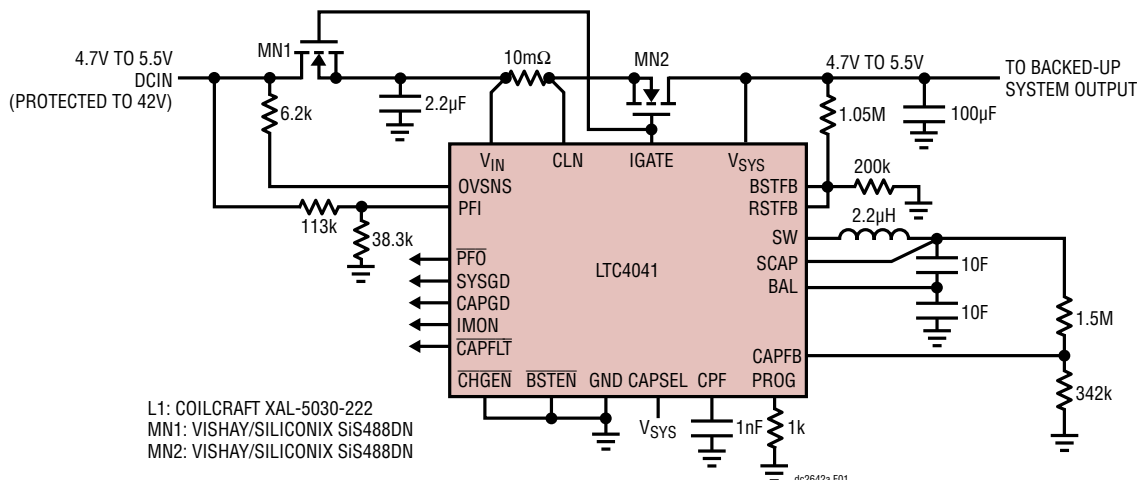 MN1
10mΩ
MN2
4.7V TO 5.5V
DCIN
(PROTECTED TO 42V)
4.7V TO 5.5V
TO BACKED-UP
SYSTEM OUTPUT
6.2k
2.2µF
1.05M
100µF
VIN
CLN
IGATE
VSYS
OVSNS
PFI
BSTFB
RSTFB
200k
113k
38.3k
2.2µH
SW
SCAP
BAL
10F
10F
PFO
SYSGD
CAPGD
IMON
CAPFLT
LTC4041
1.5M
CAPFB
342k
CHGEN
BSTEN
GND
CAPSEL
CPF
PROG
VSYS
1nF
1k
L1: COILCRAFT XAL-5030-222
MN1: VISHAY/SILICONIX SiS488DN
MN2: VISHAY/SILICONIX SiS488DN
dc2642a F01